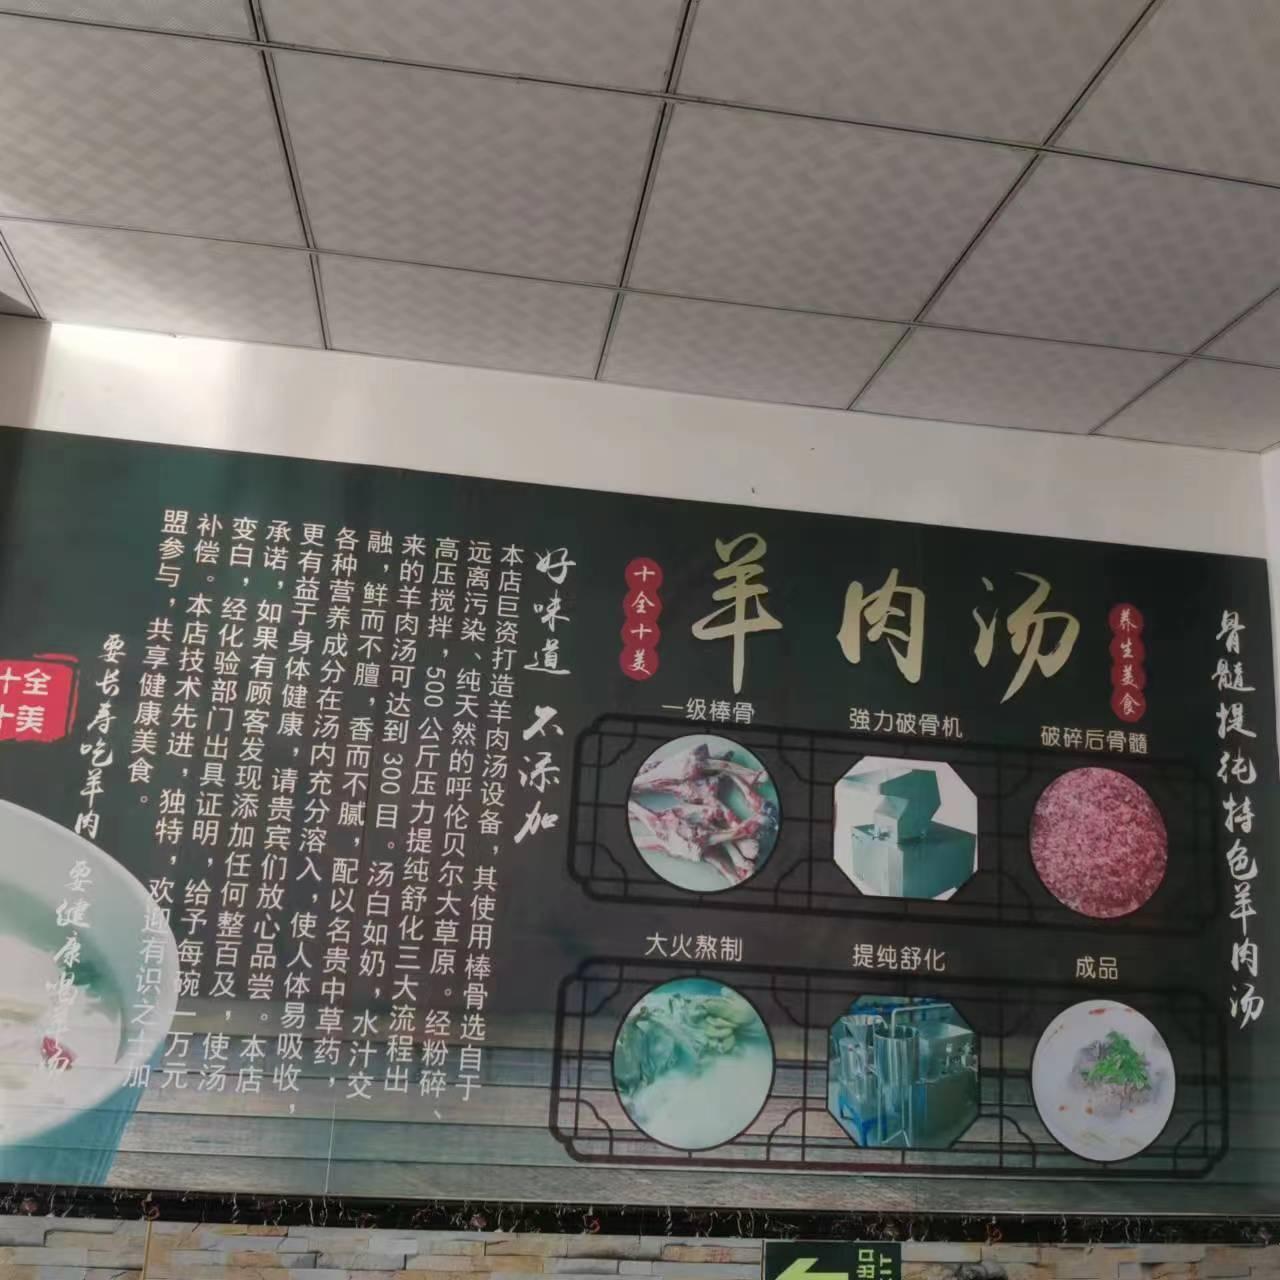 骨髓提纯特色羊肉汤
十全十美
羊肉汤
养生美食
一级棒骨
強力破骨机
破碎后骨髓
大火熬制
提纯舒化
成品
好味道 不添加
本店巨资打造羊肉汤设备，其使用棒骨选自于
远离污染、纯天然的呼伦贝尔大草原。经粉碎、
高压搅拌，500公斤压力提纯舒化三大流程出
来的羊肉汤可达到300目。汤白如奶，水汁交
融，鲜而不膻，香而不腻，配以名贵中草药，
各种营养成分在汤内充分溶入，使人体易吸收，
更有益于身体健康，请贵宾们放心品尝。本店
承诺，如果有顾客发现添加任何整百及，使汤
变白，经化验部门出具证明，给予每碗一万元
补偿。本店技术先进，独特，欢迎有识之士加
盟参与，共享健康美食。
要长寿吃羊肉 要健康喝羊汤
十全
十美